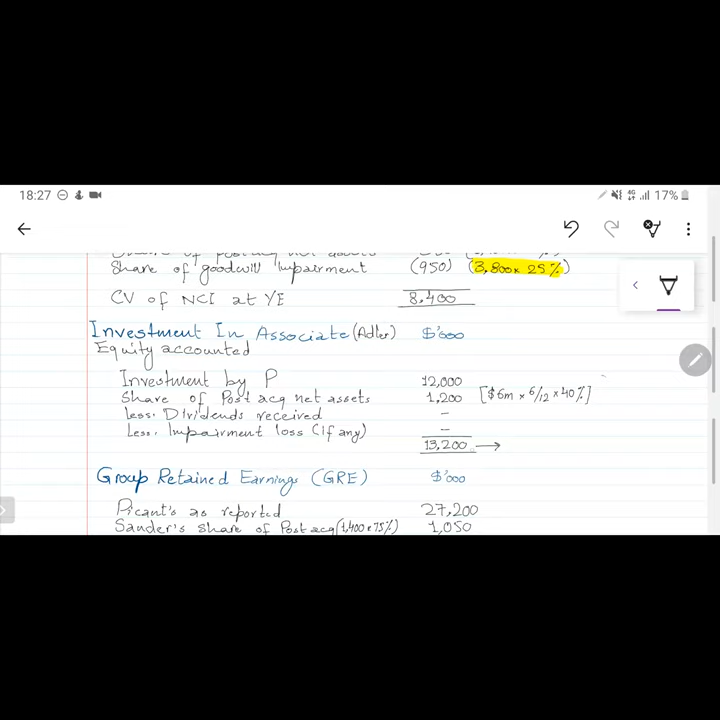 18:27 4G 17%
Share of goodwill Impairment (950) (3,800 x 25%)
CV of NCI at YE 8,400
Investment In Associate (Adler) $'000
Equity accounted
Investment by P 12,000
Share of Post acq net assets 1,200 [$6m x 6/12 x 40%]
less: Dividends received –
Less: Impairment loss (if any) –
13,200 →
Group Retained Earnings (GRE) $'000
Picant's as reported 27,200
Sander's share of Post acq (1,400 x 75%) 1,050